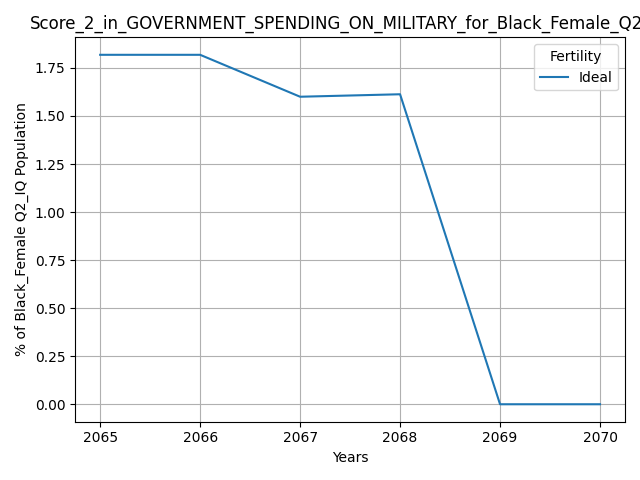 Score_2_in_GOVERNMENT_SPENDING_ON_MILITARY_for_Black_Female_Q2
Fertility
Ideal
% of Black_Female Q2_IQ Population
1.75
1.50
1.25
1.00
0.75
0.50
0.25
0.00
2065 2066 2067 2068 2069 2070
Years